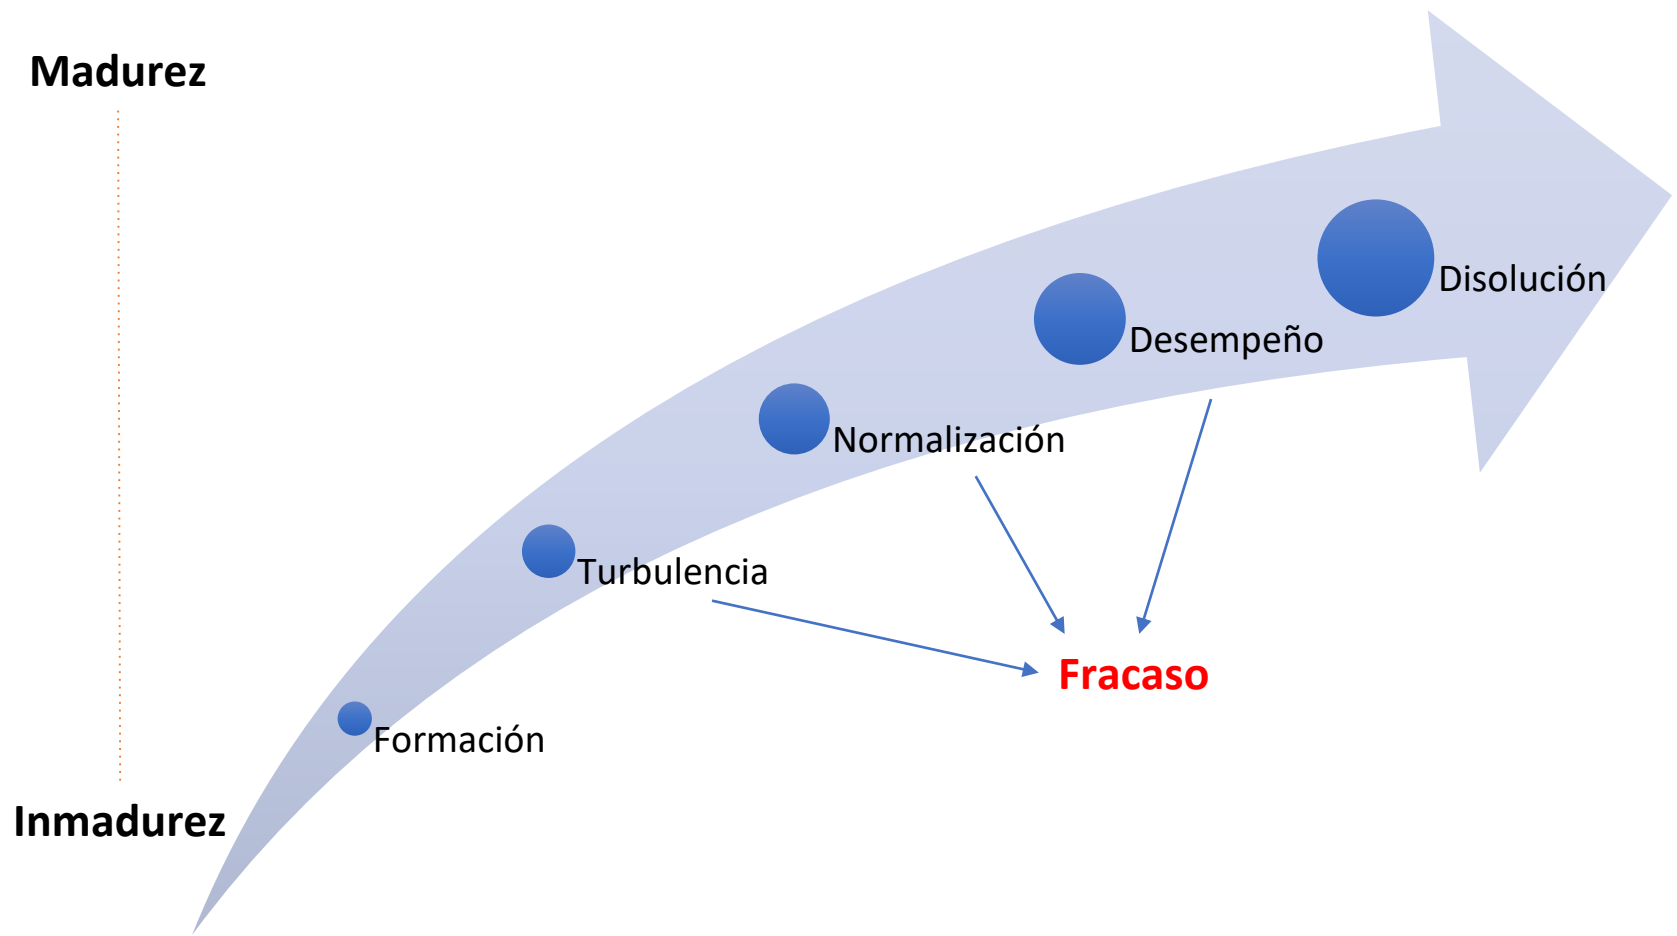 Madurez
Disolución
Desempeño
Normalización
Turbulencia
Fracaso
Formación
Inmadurez